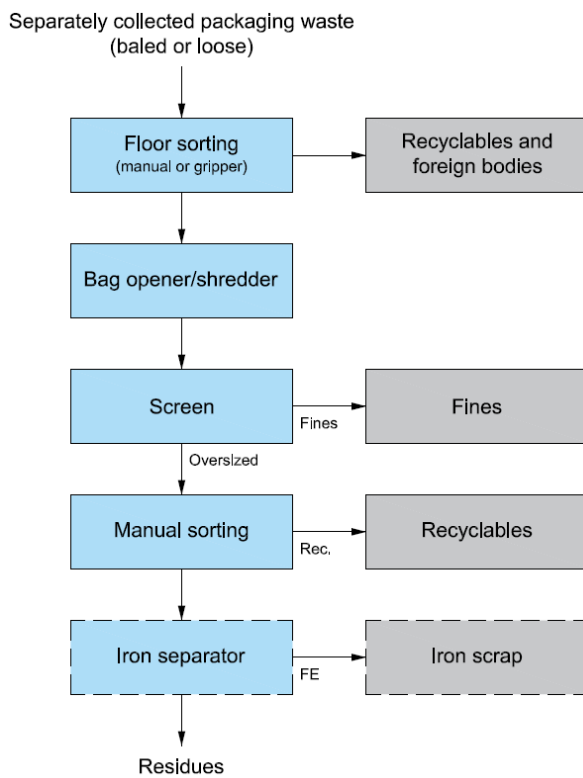 Separately collected packaging waste
(baled or loose)
Floor sorting
(manual or gripper)
Recyclables and
foreign bodies
Bag opener/shredder
Screen
Fines
Fines
Oversized
Manual sorting
Rec.
Recyclables
Iron separator
FE
Iron scrap
Residues